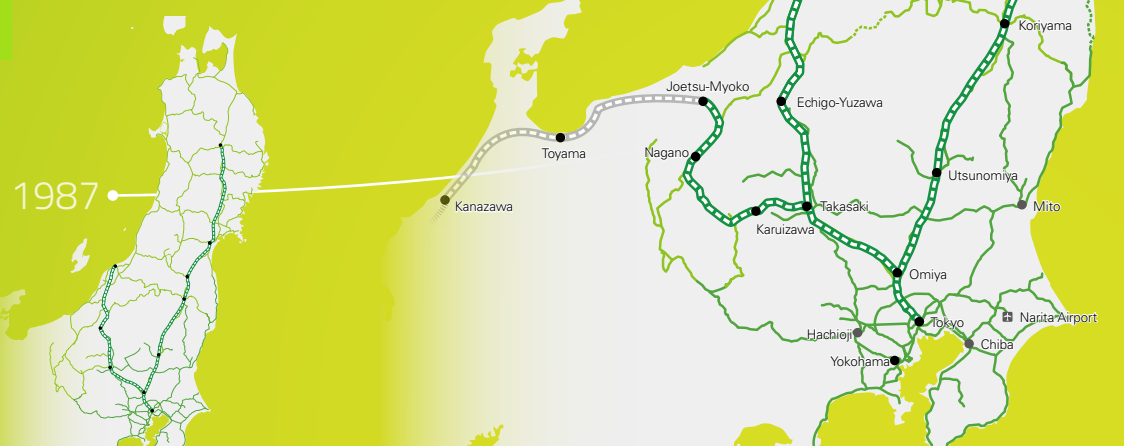 Koriyama
Joetsu-Myoko
Echigo-Yuzawa
Toyama
Nagano
Utsunomiya
1987
Kanazawa
Takasaki
Mito
Karuizawa
Omiya
Narita Airport
Tokyo
Hachioji
Chiba
Yokohama